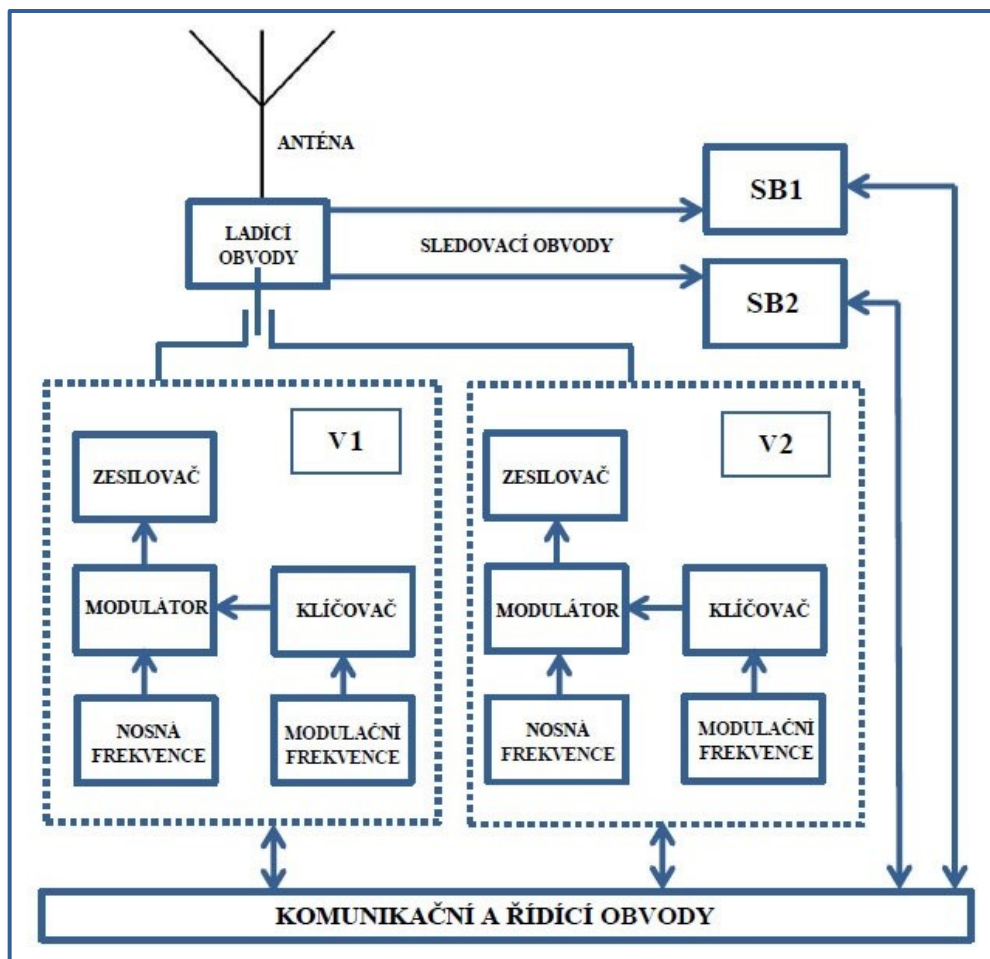 ANTÉNA
SB1
LADÍCÍ
OBVODY
SLEDOVACÍ OBVODY
SB2
V1
ZESILOVAČ
MODULÁTOR
KLÍČOVAČ
NOSNÁ
FREKVENCE
MODULAČNÍ
FREKVENCE
V2
ZESILOVAČ
MODULÁTOR
KLÍČOVAČ
NOSNÁ
FREKVENCE
MODULAČNÍ
FREKVENCE
KOMUNIKAČNÍ A ŘÍDÍCÍ OBVODY